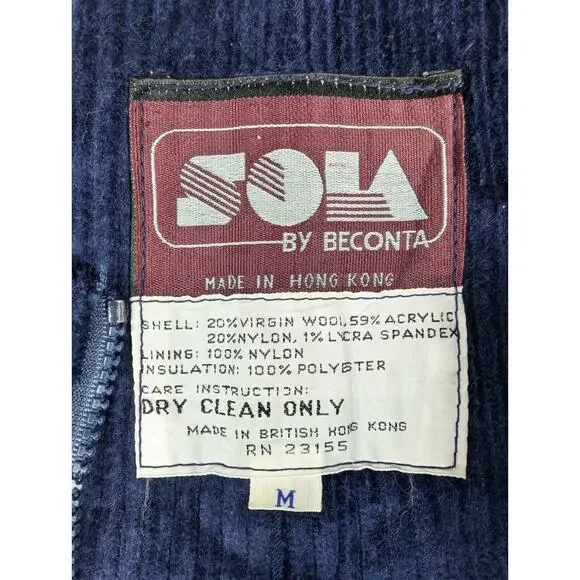 SOLA
BY BECONTA
MADE IN HONG KONG
SHELL: 20% VIRGIN WOOL, 59% ACRYLIC
20% NYLON, 1% LYCRA SPANDEX
LINING: 100% NYLON
INSULATION: 100% POLYESTER
CARE INSTRUCTION:
DRY CLEAN ONLY
MADE IN BRITISH HONG KONG
RN 23155
M